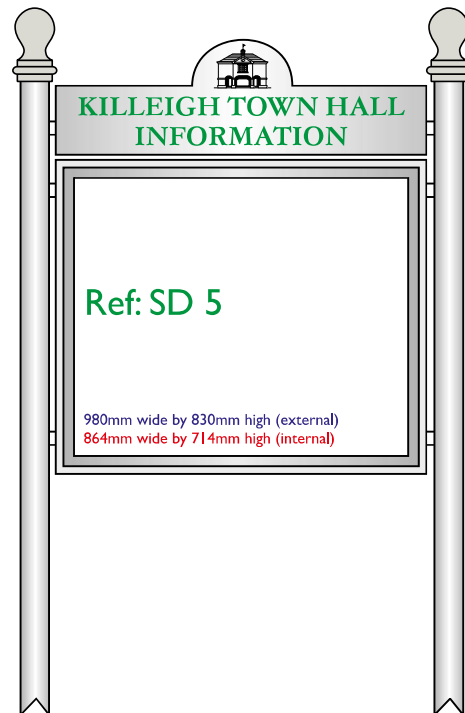 KILLEIGH TOWN HALL
INFORMATION
Ref: SD 5
980mm wide by 830mm high (external)
864mm wide by 714mm high (internal)